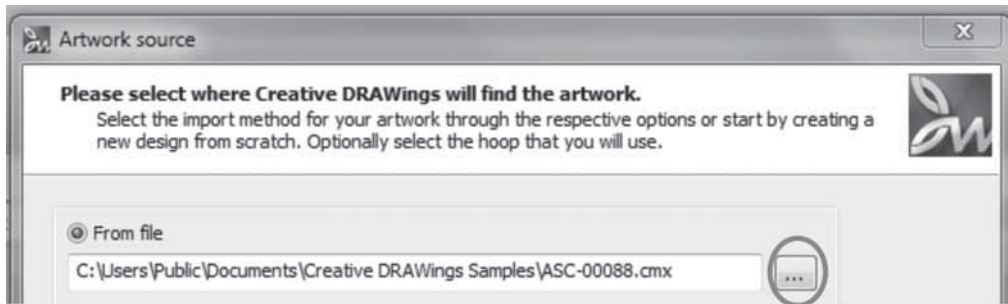 Artwork source
Please select where Creative DRAWings will find the artwork.
Select the import method for your artwork through the respective options or start by creating a
new design from scratch. Optionally select the hoop that you will use.
From file
C:\Users\Public\Documents\Creative DRAWings Samples\ASC-00088.cmx
...